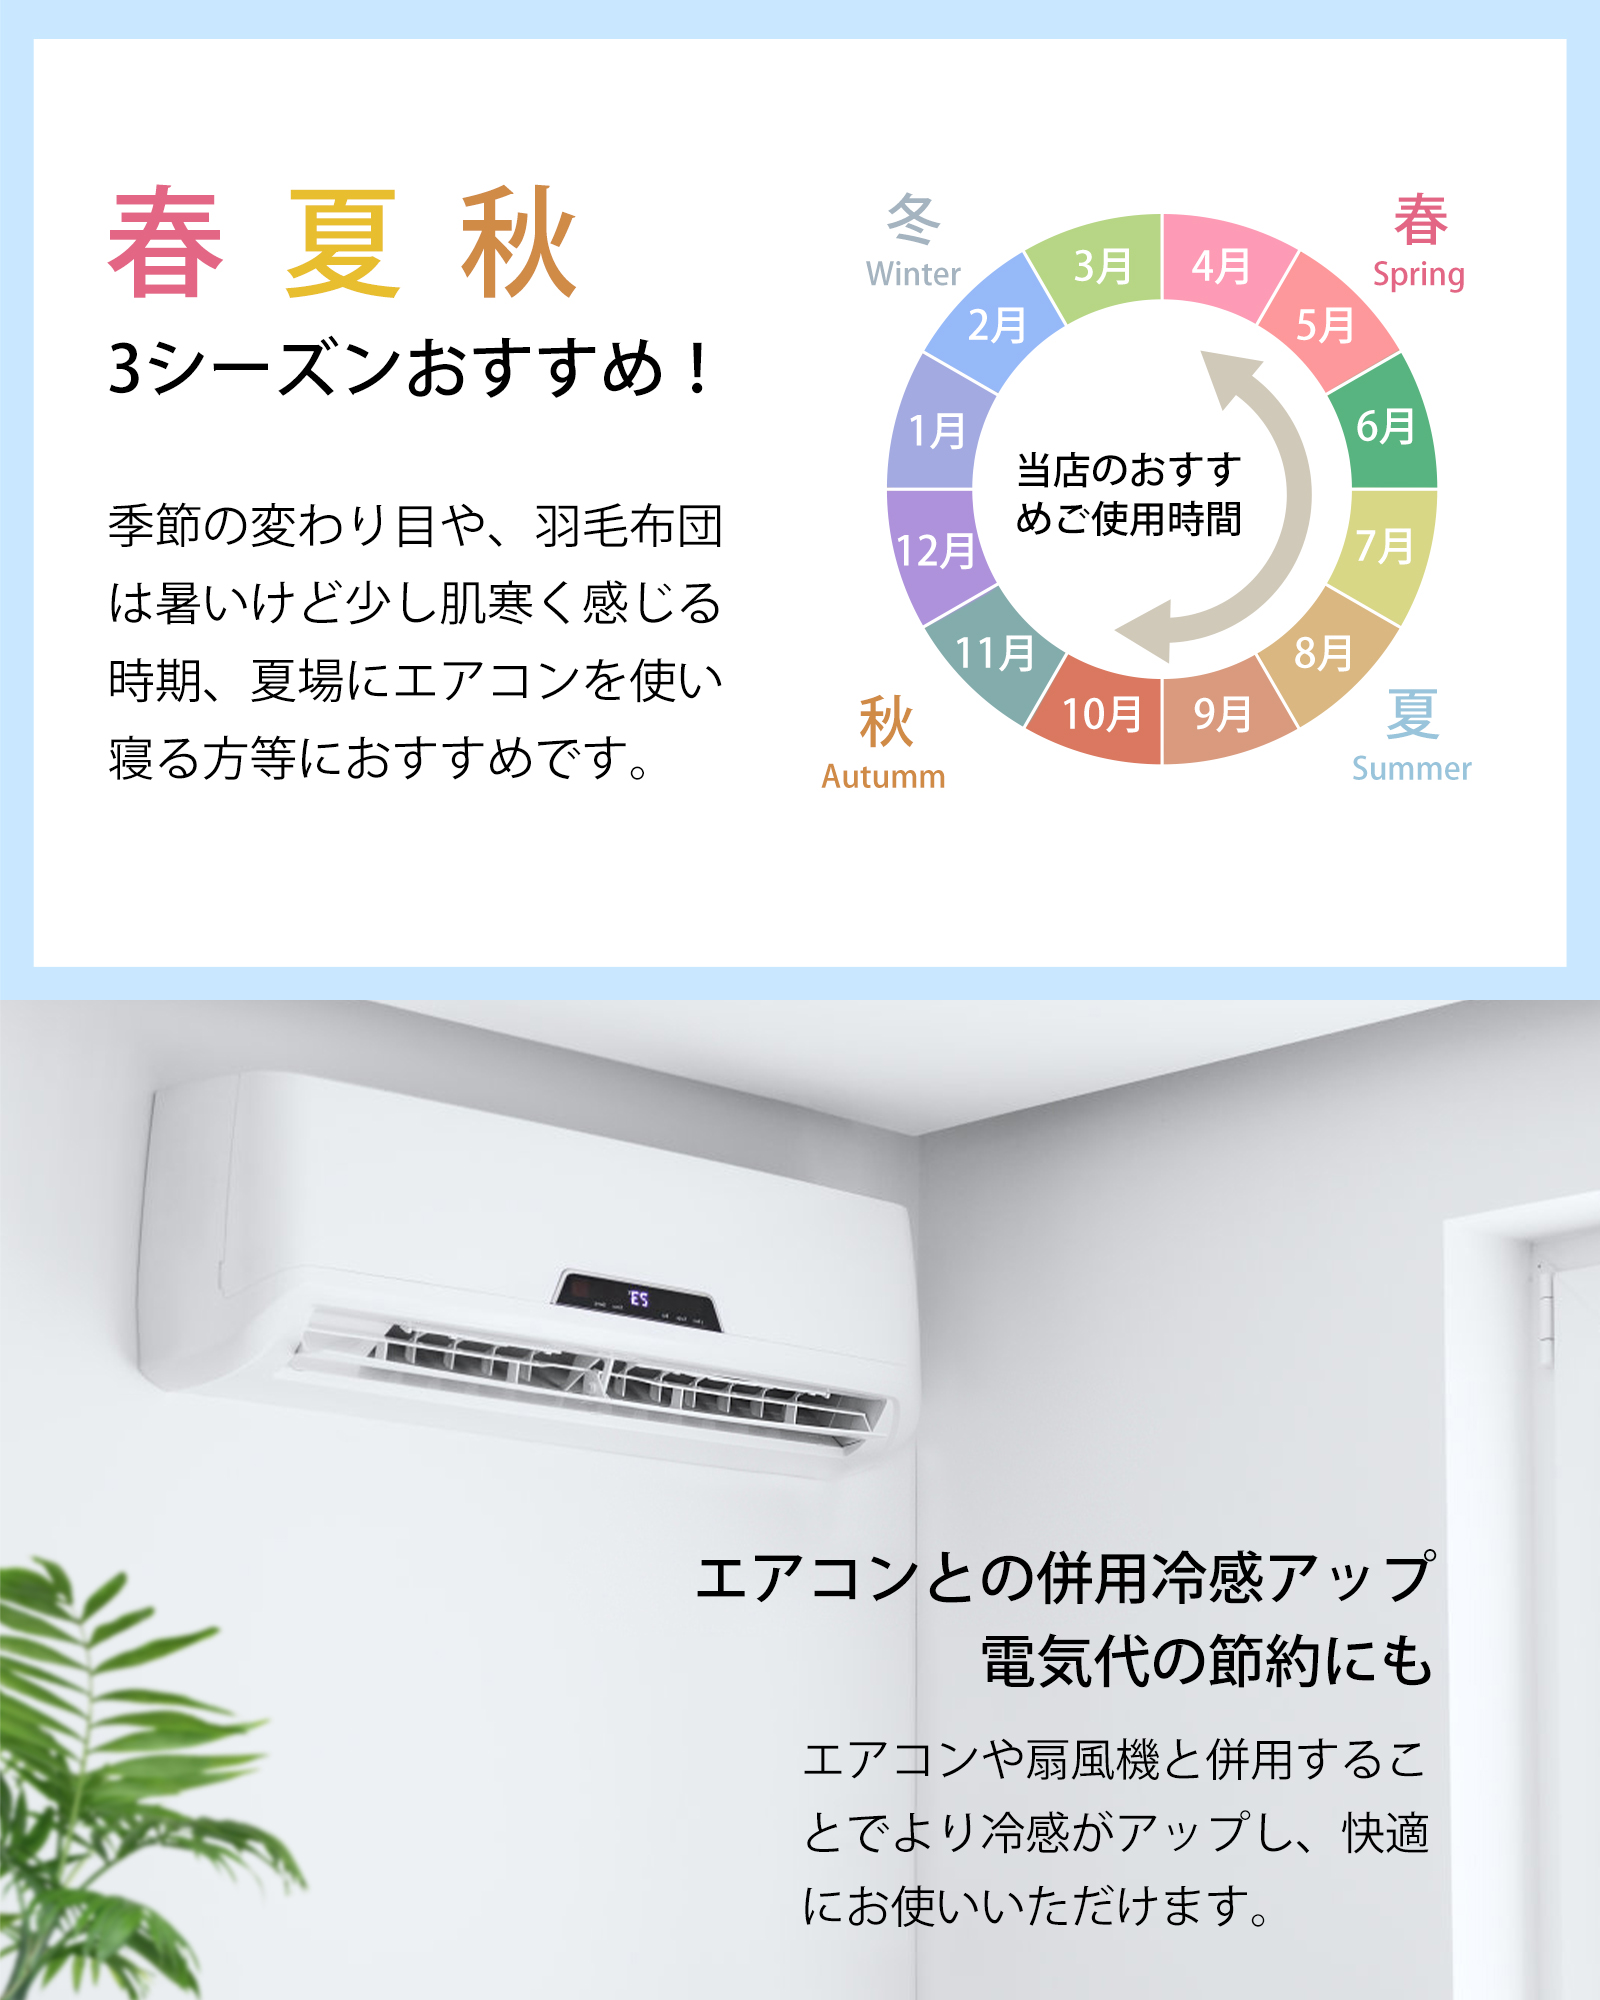 春 夏 秋
3シーズンおすすめ！
季節の変わり目や、羽毛布団
は暑いけど少し肌寒く感じる
時期、夏場にエアコンを使い
寝る方等におすすめです。
冬
Winter
春
Spring
3月
4月
2月
5月
1月
6月
当店のおすす
めご使用時間
12月
7月
11月
8月
10月
9月
秋
Autumm
夏
Summer
エアコンとの併用冷感アップ
電気代の節約にも
エアコンや扇風機と併用するこ
とでより冷感がアップし、快適
にお使いいただけます。